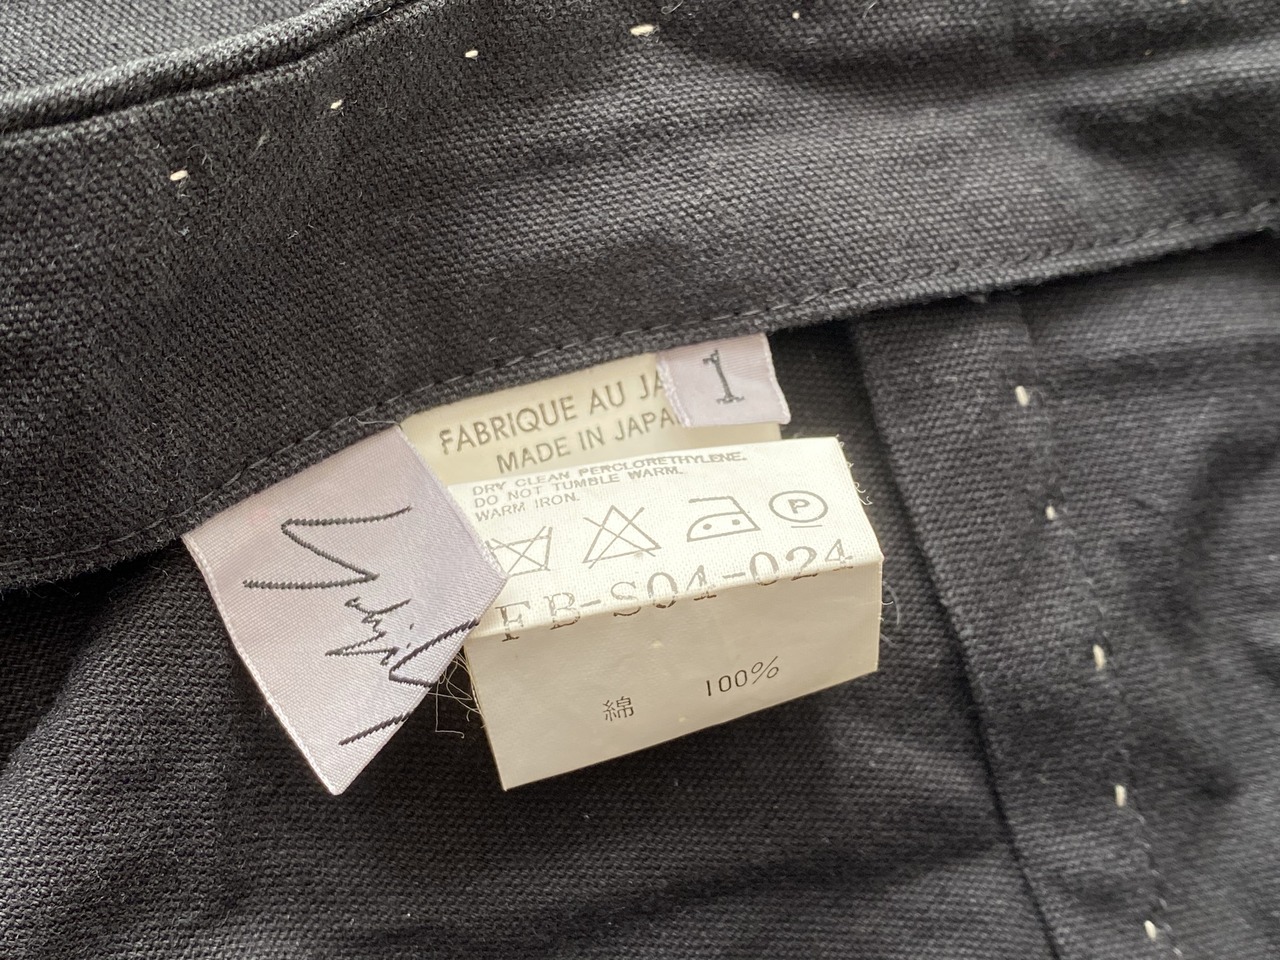 1
FABRIQUE AU JA
MADE IN JAPA
DRY CLEAN PERCLORETHYLENE.
DO NOT TUMBLE WARM.
WARM IRON.
P
FB-S04-024
綿 100%